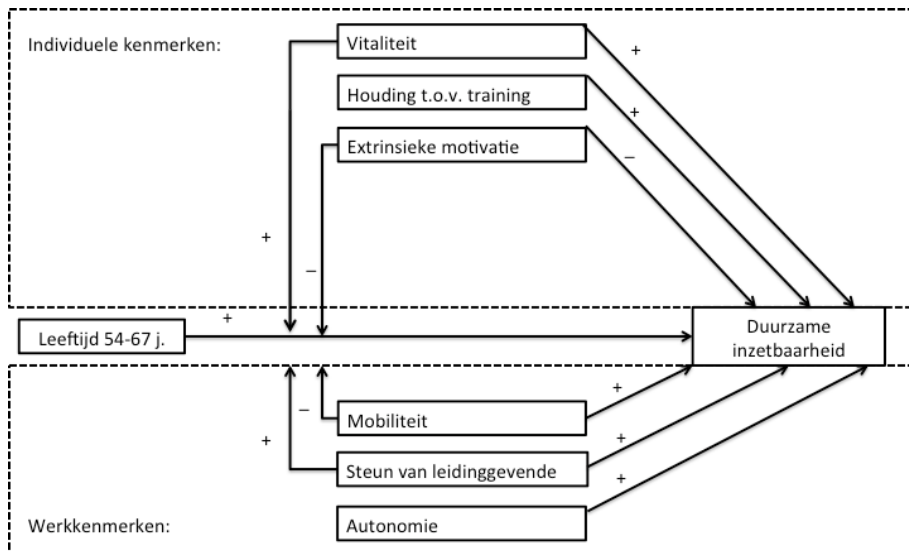 Individuele kenmerken:
Vitaliteit
+
Houding t.o.v. training
+
Extrinsieke motivatie
–
+
–
+
Leeftijd 54-67 j.
Duurzame
inzetbaarheid
–
+
Mobiliteit
+
+
Steun van leidinggevende
+
+
Werkkenmerken:
Autonomie